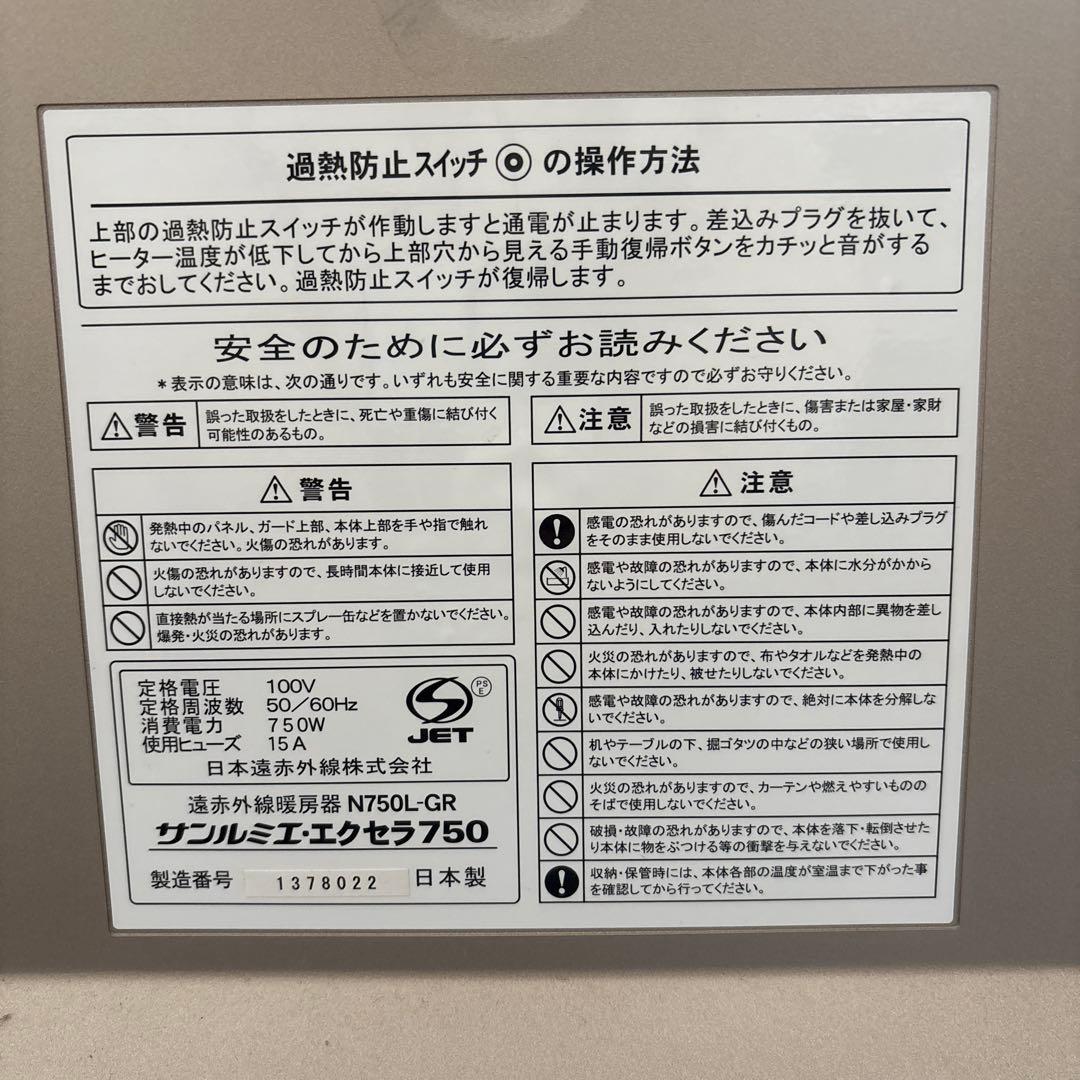 過熱防止スイッチ◎の操作方法
上部の過熱防止スイッチが作動しますと通電が止まります。差込みプラグを抜いて、
ヒーター温度が低下してから上部穴から見える手動復帰ボタンをカチッと音がする
までおしてください。過熱防止スイッチが復帰します。
安全のために必ずお読みください
*表示の意味は、次の通りです。いずれも安全に関する重要な内容ですので必ずお守りください。
警告
誤った取扱をしたときに、死亡や重傷に結び付く
可能性のあるもの。
注意
誤った取扱をしたときに、傷害または家屋・家財
などの損害に結び付くもの。
警告
発熱中のパネル、ガード上部、本体上部を手や指で触れ
ないでください。火傷の恐れがあります。
火傷の恐れがありますので、長時間本体に接近して使用
しないでください。
直接熱が当たる場所にスプレー缶などを置かないでください。
爆発・火災の恐れがあります。
定格電圧 100V
定格周波数 50/60Hz
消費電力 750W
使用ヒューズ 15A
PS
E
JET
日本遠赤外線株式会社
遠赤外線暖房器 N750L-GR
サンルミエ・エクセラ750
製造番号 1378022 日本製
注意
感電の恐れがありますので、傷んだコードや差し込みプラグ
をそのまま使用しないでください。
感電や故障の恐れがありますので、本体に水分がかから
ないようにしてください。
感電や故障の恐れがありますので、本体内部に異物を差し
込んだり、入れたりしないでください。
火災の恐れがありますので、布やタオルなどを発熱中の
本体にかけたり、被せたりしないでください。
感電や故障の恐れがありますので、絶対に本体を分解しな
いでください。
机やテーブルの下、掘ゴタツの中などの狭い場所で使用し
ないでください。
火災の恐れがありますので、カーテンや燃えやすいものの
そばで使用しないでください。
破損・故障の恐れがありますので、本体を落下・転倒させた
り本体に物をぶつける等の衝撃を与えないでください。
収納・保管時には、本体各部の温度が室温まで下がった事
を確認してから行ってください。